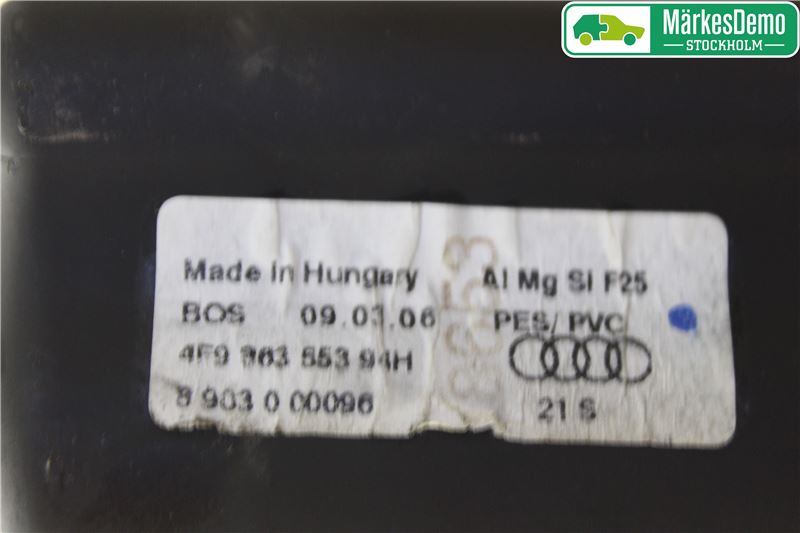 MärkesDemo
STOCKHOLM
Made in Hungary
Al Mg Si F25
BOS 09.03.06
PES/ PVC
4F9 863 553 94H
8 903 0 00096
21 S